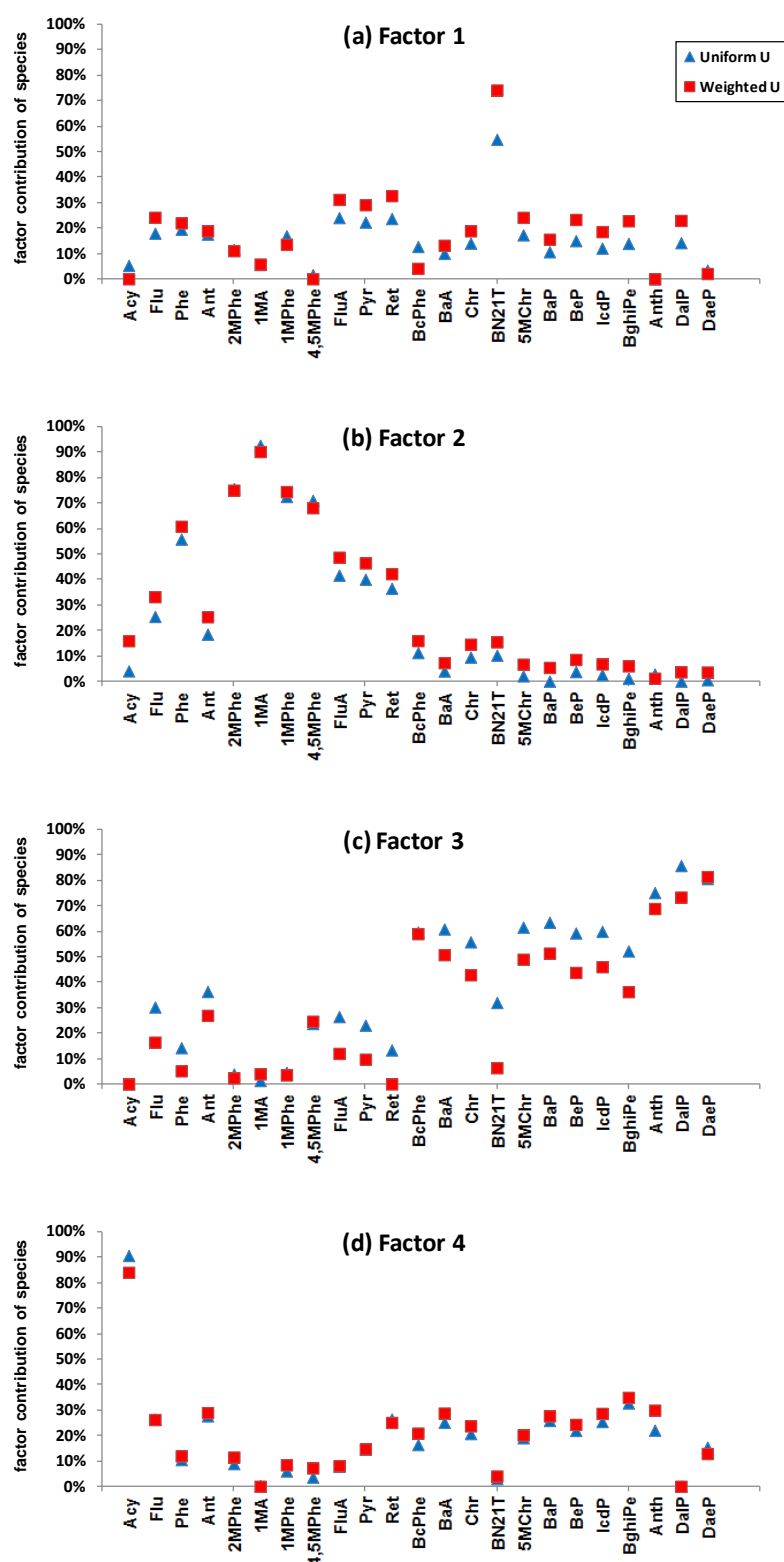 (a) Factor 1
Uniform U
Weighted U
factor contribution of species
100%
90%
80%
70%
60%
50%
40%
30%
20%
10%
0%
Acy
Flu
Phe
Ant
2MPhe
1MA
1MPhe
4,5MPhe
FluA
Pyr
Ret
BcPhe
BaA
Chr
BN21T
5MChr
BaP
BeP
IcdP
BghiPe
Anth
DalP
DaeP
(b) Factor 2
factor contribution of species
100%
90%
80%
70%
60%
50%
40%
30%
20%
10%
0%
Acy
Flu
Phe
Ant
2MPhe
1MA
1MPhe
4,5MPhe
FluA
Pyr
Ret
BcPhe
BaA
Chr
BN21T
5MChr
BaP
BeP
IcdP
BghiPe
Anth
DalP
DaeP
(c) Factor 3
factor contribution of species
100%
90%
80%
70%
60%
50%
40%
30%
20%
10%
0%
Acy
Flu
Phe
Ant
2MPhe
1MA
1MPhe
4,5MPhe
FluA
Pyr
Ret
BcPhe
BaA
Chr
BN21T
5MChr
BaP
BeP
IcdP
BghiPe
Anth
DalP
DaeP
(d) Factor 4
factor contribution of species
100%
90%
80%
70%
60%
50%
40%
30%
20%
10%
0%
Acy
Flu
Phe
Ant
2MPhe
1MA
1MPhe
4,5MPhe
FluA
Pyr
Ret
BcPhe
BaA
Chr
BN21T
5MChr
BaP
BeP
IcdP
BghiPe
Anth
DalP
DaeP